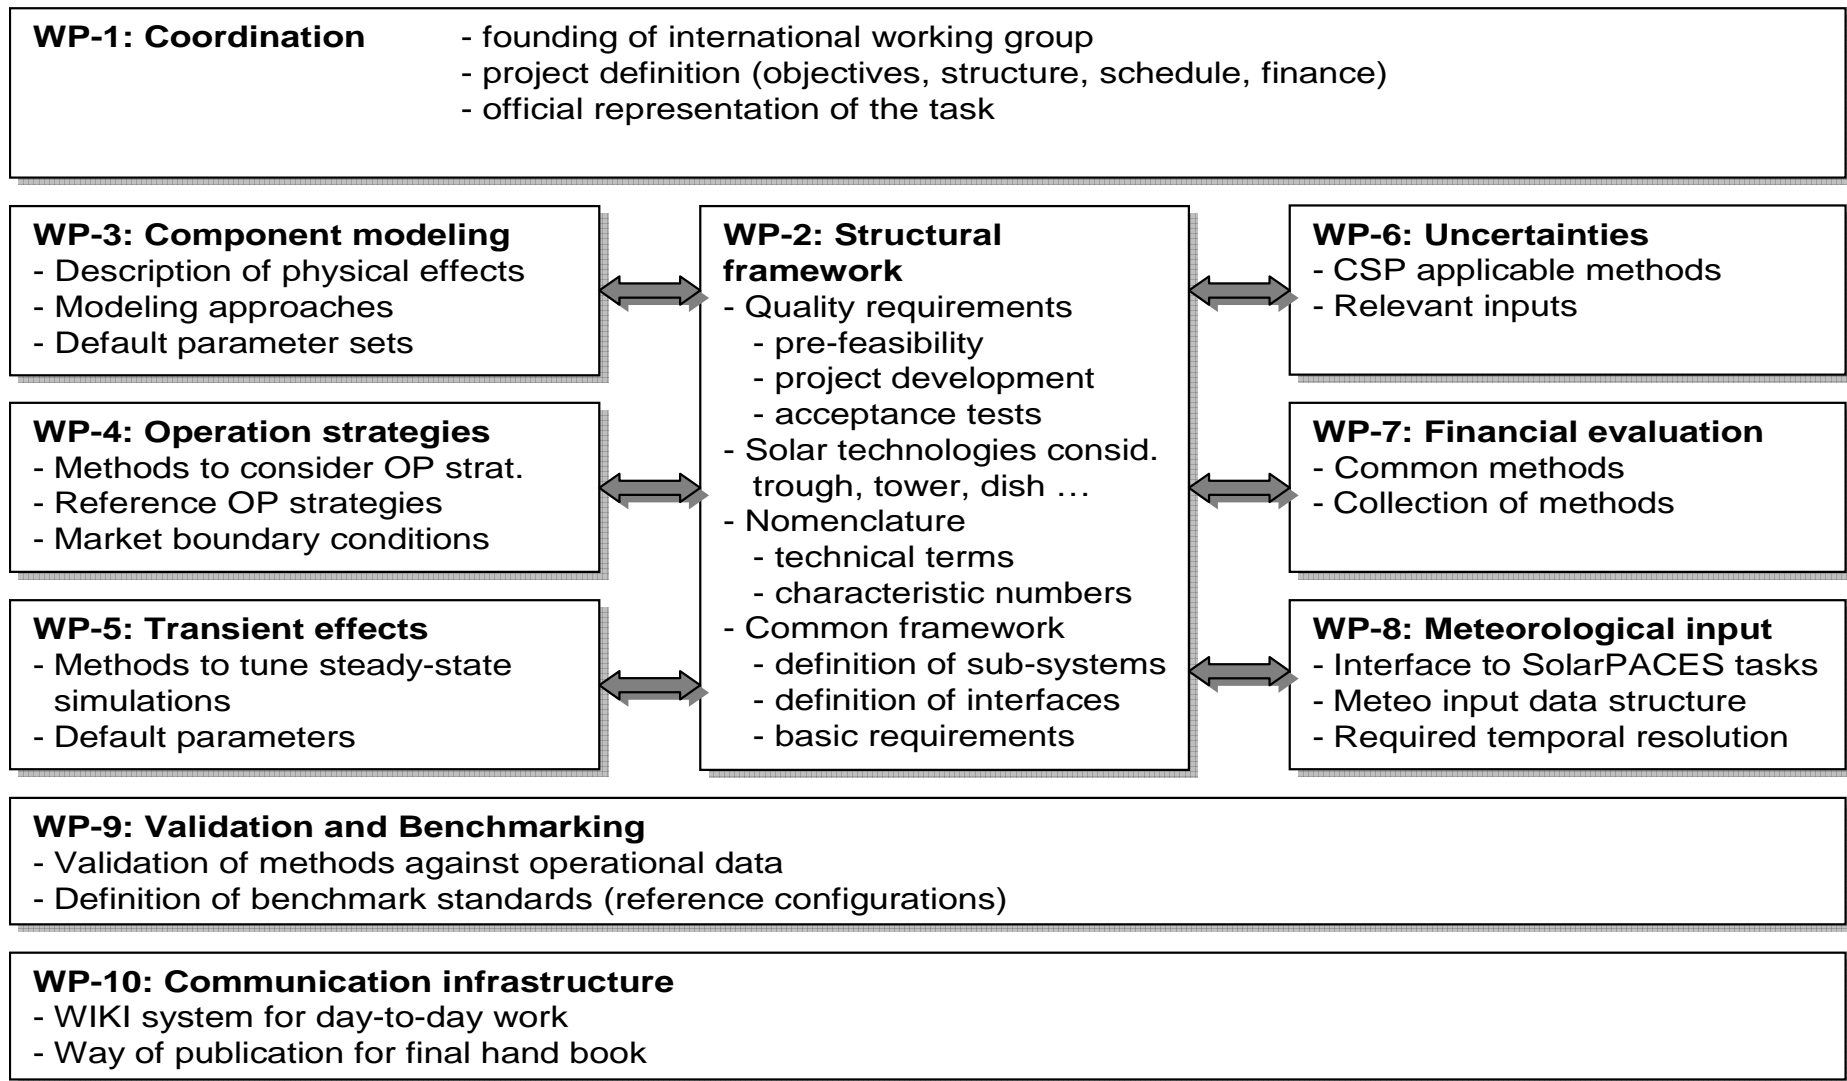 WP-1: Coordination - founding of international working group
- project definition (objectives, structure, schedule, finance)
- official representation of the task
WP-3: Component modeling
- Description of physical effects
- Modeling approaches
- Default parameter sets
WP-4: Operation strategies
- Methods to consider OP strat.
- Reference OP strategies
- Market boundary conditions
WP-5: Transient effects
- Methods to tune steady-state
simulations
- Default parameters
WP-2: Structural
framework
- Quality requirements
- pre-feasibility
- project development
- acceptance tests
- Solar technologies consid.
trough, tower, dish …
- Nomenclature
- technical terms
- characteristic numbers
- Common framework
- definition of sub-systems
- definition of interfaces
- basic requirements
WP-6: Uncertainties
- CSP applicable methods
- Relevant inputs
WP-7: Financial evaluation
- Common methods
- Collection of methods
WP-8: Meteorological input
- Interface to SolarPACES tasks
- Meteo input data structure
- Required temporal resolution
WP-9: Validation and Benchmarking
- Validation of methods against operational data
- Definition of benchmark standards (reference configurations)
WP-10: Communication infrastructure
- WIKI system for day-to-day work
- Way of publication for final hand book